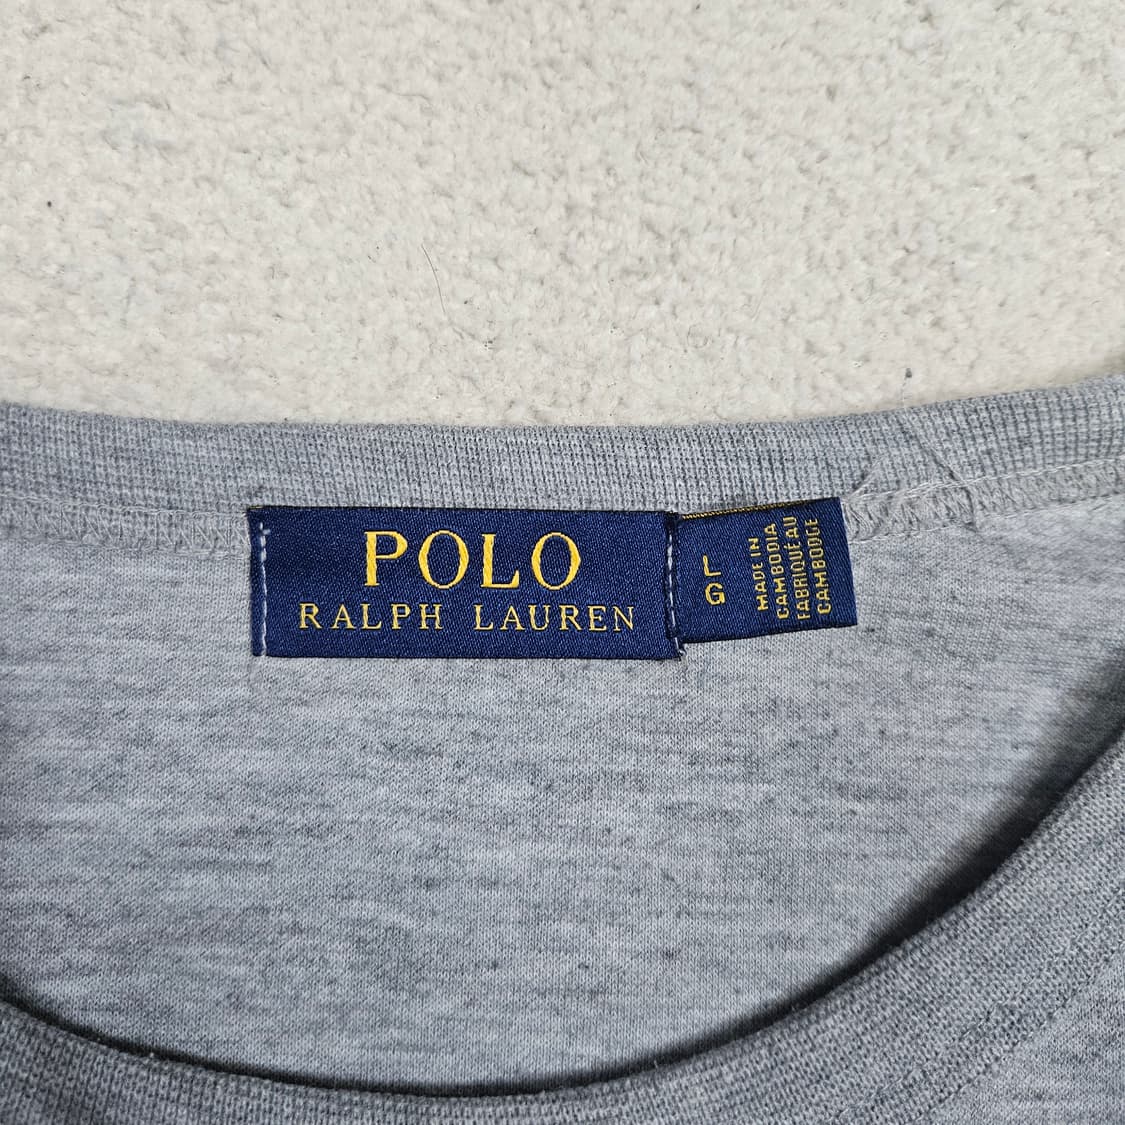 POLO
RALPH LAUREN
L
G
MADE IN
CAMBODIA
FABRIQUÉ AU
CAMBODGE